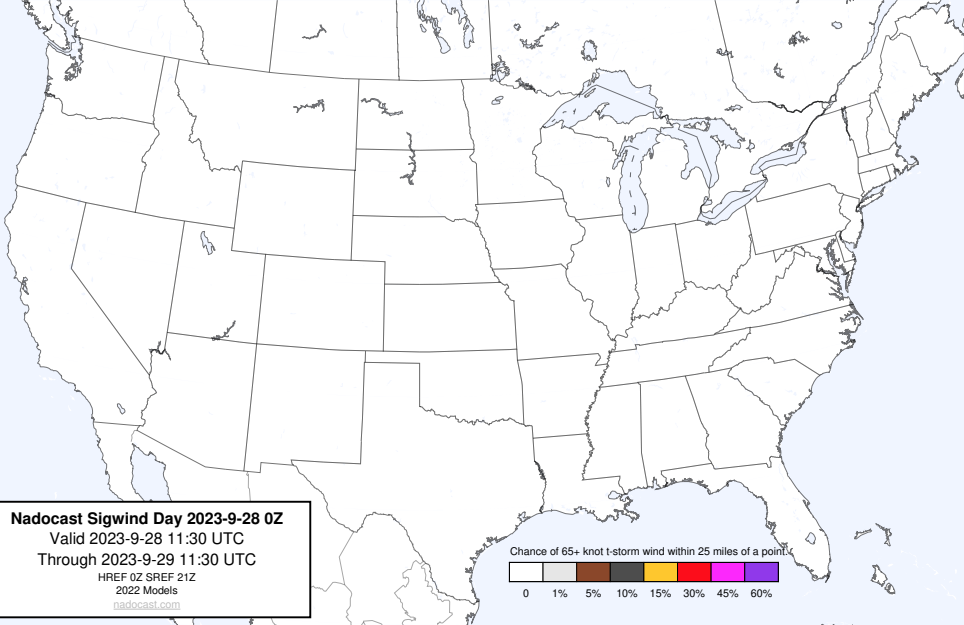 Nadocast Sigwind Day 2023-9-28 0Z
Valid 2023-9-28 11:30 UTC
Through 2023-9-29 11:30 UTC
HREF 0Z SREF 21Z
2022 Models
nadocast.com
Chance of 65+ knot t-storm wind within 25 miles of a point.
0 1% 5% 10% 15% 30% 45% 60%